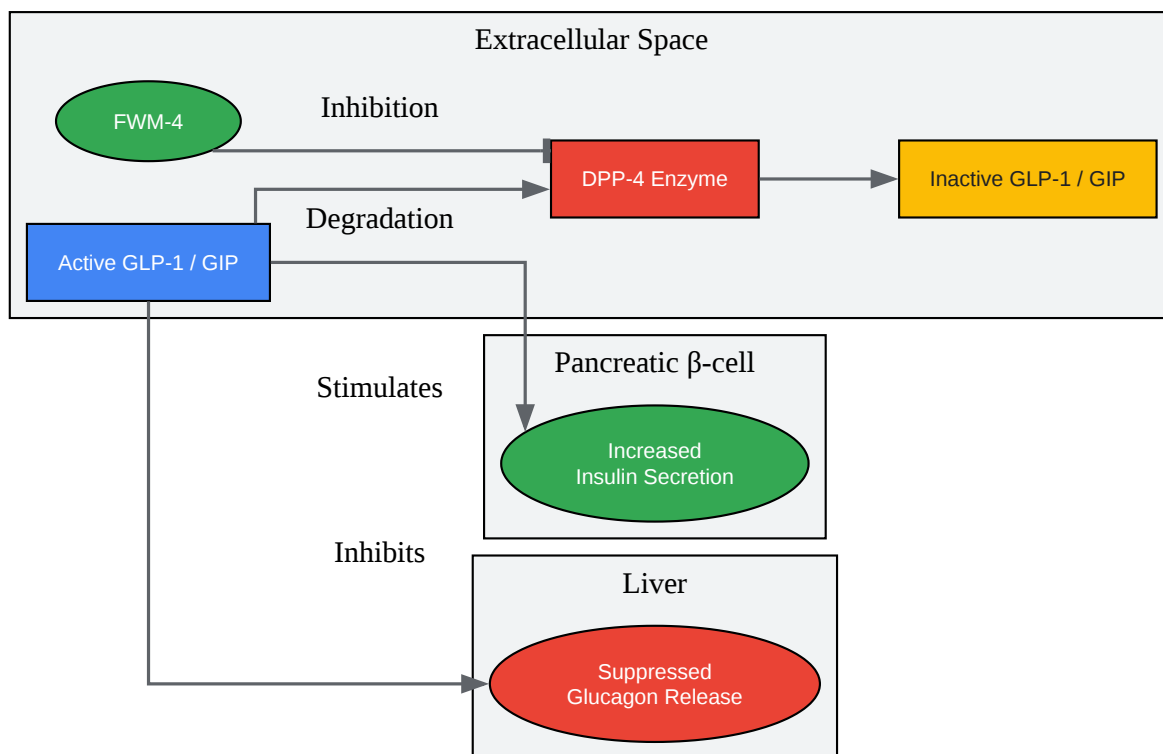 Extracellular Space
FWM-4
Inhibition
DPP-4 Enzyme
Inactive GLP-1 / GIP
Degradation
Active GLP-1 / GIP
Stimulates
Pancreatic β-cell
Increased
Insulin Secretion
Inhibits
Liver
Suppressed
Glucagon Release